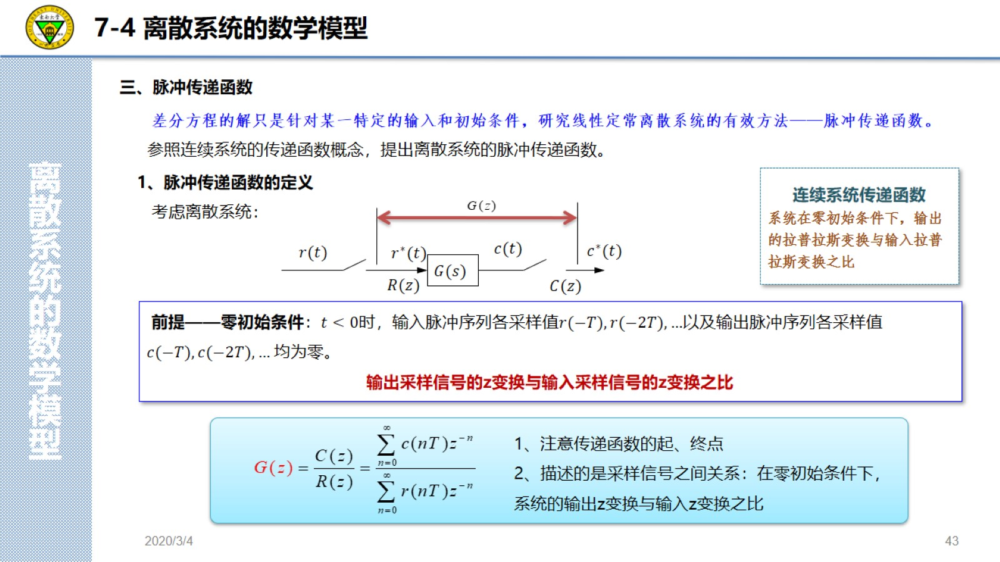 7-4 离散系统的数学模型
离散系统的数学模型
三、脉冲传递函数
差分方程的解只是针对某一特定的输入和初始条件，研究线性定常离散系统的有效方法——脉冲传递函数。
参照连续系统的传递函数概念，提出离散系统的脉冲传递函数。
1、脉冲传递函数的定义
考虑离散系统：
G(z)
r(t)
r*(t)
G(s)
c(t)
c*(t)
R(z)
C(z)
连续系统传递函数
系统在零初始条件下，输出
的拉普拉斯变换与输入拉普
拉斯变换之比
前提——零初始条件：t < 0时，输入脉冲序列各采样值r(−T), r(−2T), ...以及输出脉冲序列各采样值
c(−T), c(−2T), ... 均为零。
输出采样信号的z变换与输入采样信号的z变换之比
G(z) = C(z)/R(z) = ∑_{n=0}^{∞} c(nT)z^{-n} / ∑_{n=0}^{∞} r(nT)z^{-n}
1、注意传递函数的起、终点
2、描述的是采样信号之间关系：在零初始条件下，
系统的输出z变换与输入z变换之比
2020/3/4
43